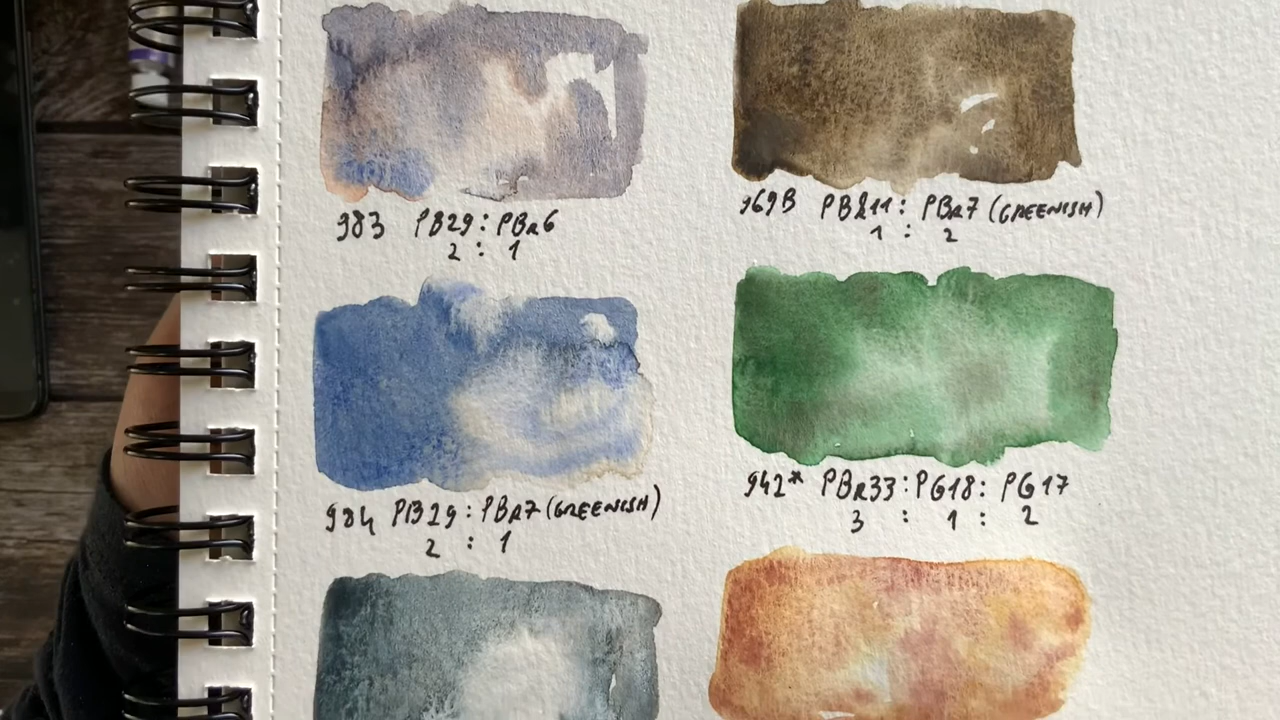 983 PB29: PBR6
2 : 1
969B PBR11: PBR7 (GREENISH)
1 : 2
984 PB29: PBR7 (GREENISH)
2 : 1
942* PBR33: PG18: PG17
3 : 1 : 2